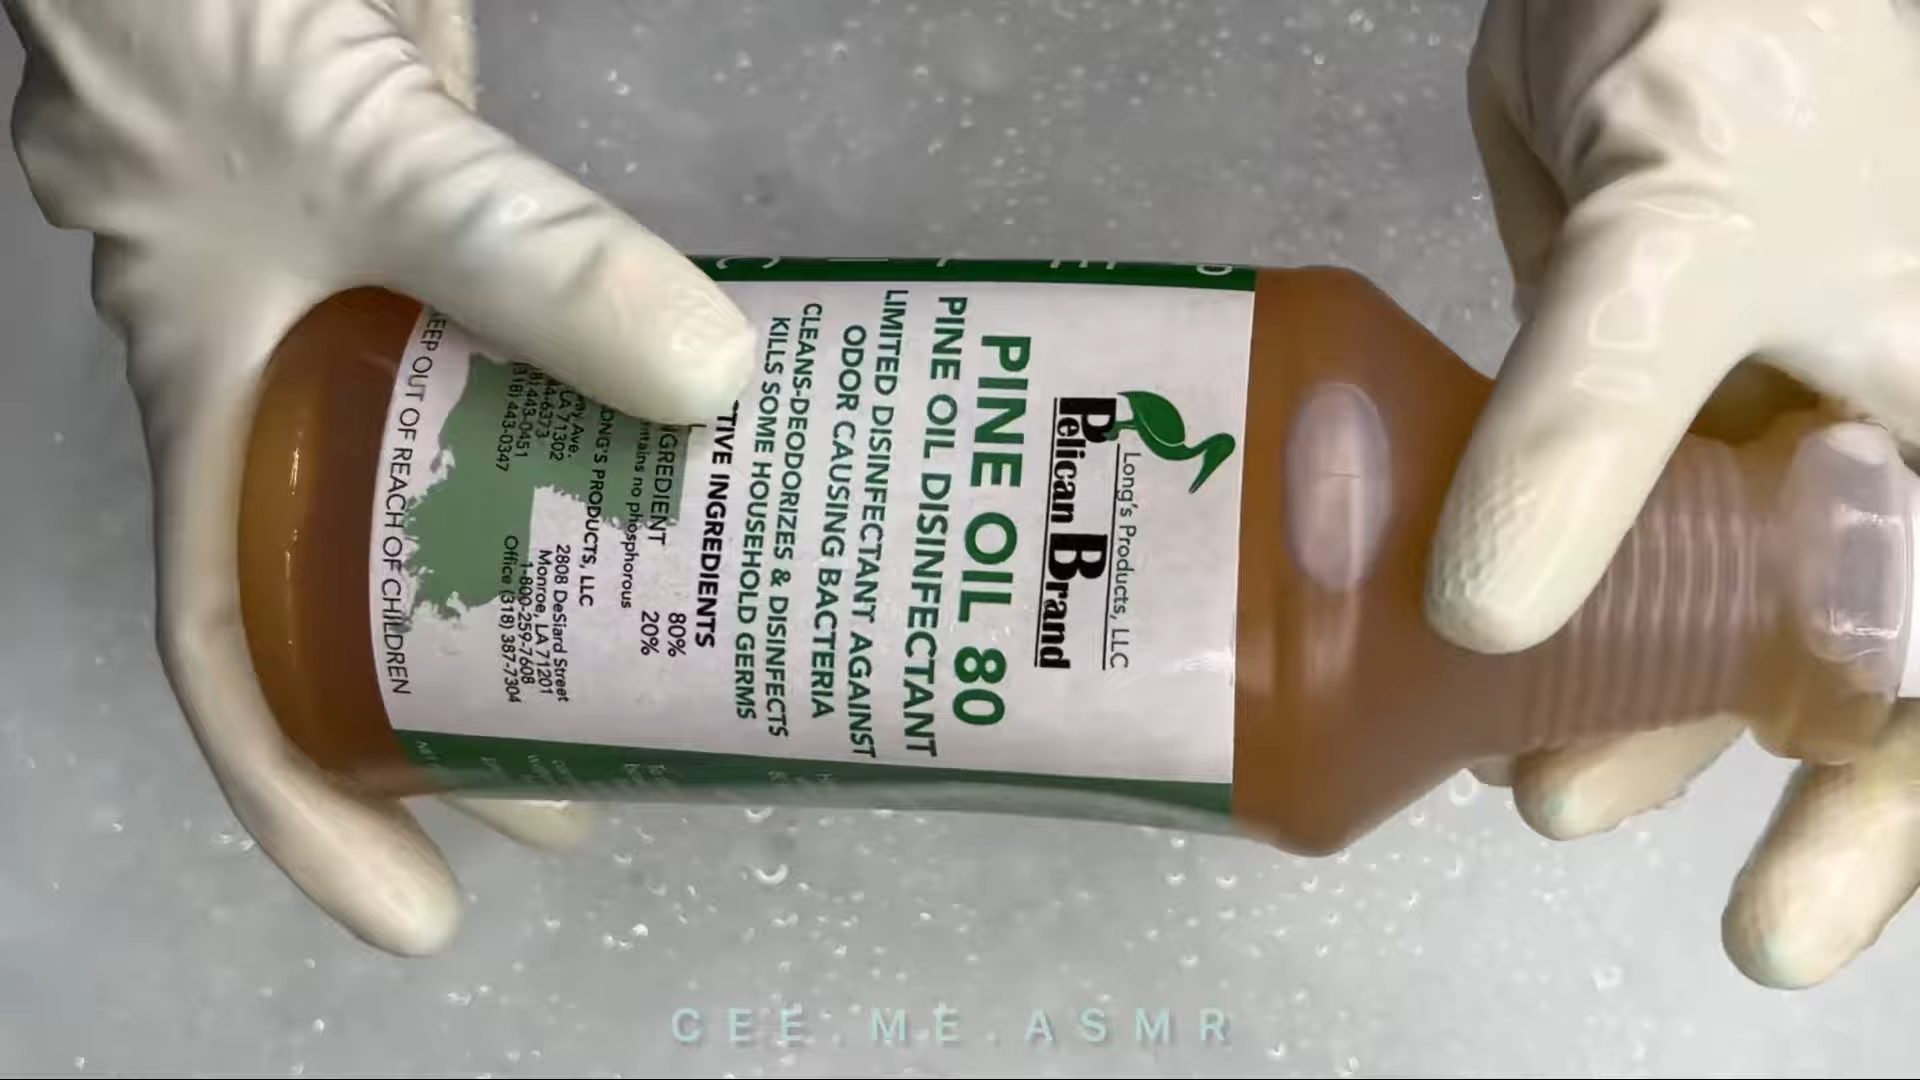 Long's Products, LLC
Pelican Brand
PINE OIL 80
PINE OIL DISINFECTANT
LIMITED DISINFECTANT AGAINST
ODOR CAUSING BACTERIA
CLEANS-DEODORIZES & DISINFECTS
KILLS SOME HOUSEHOLD GERMS
INGREDIENTS
80%
20%
no phosphorous
LONG'S PRODUCTS, LLC
Ave.
LA 71302
443-0451
(318) 443-0347
2808 DeSiard Street
Monroe, LA 71201
1-800-259-7608
Office (318) 387-7304
KEEP OUT OF REACH OF CHILDREN
CEE.ME.ASMR